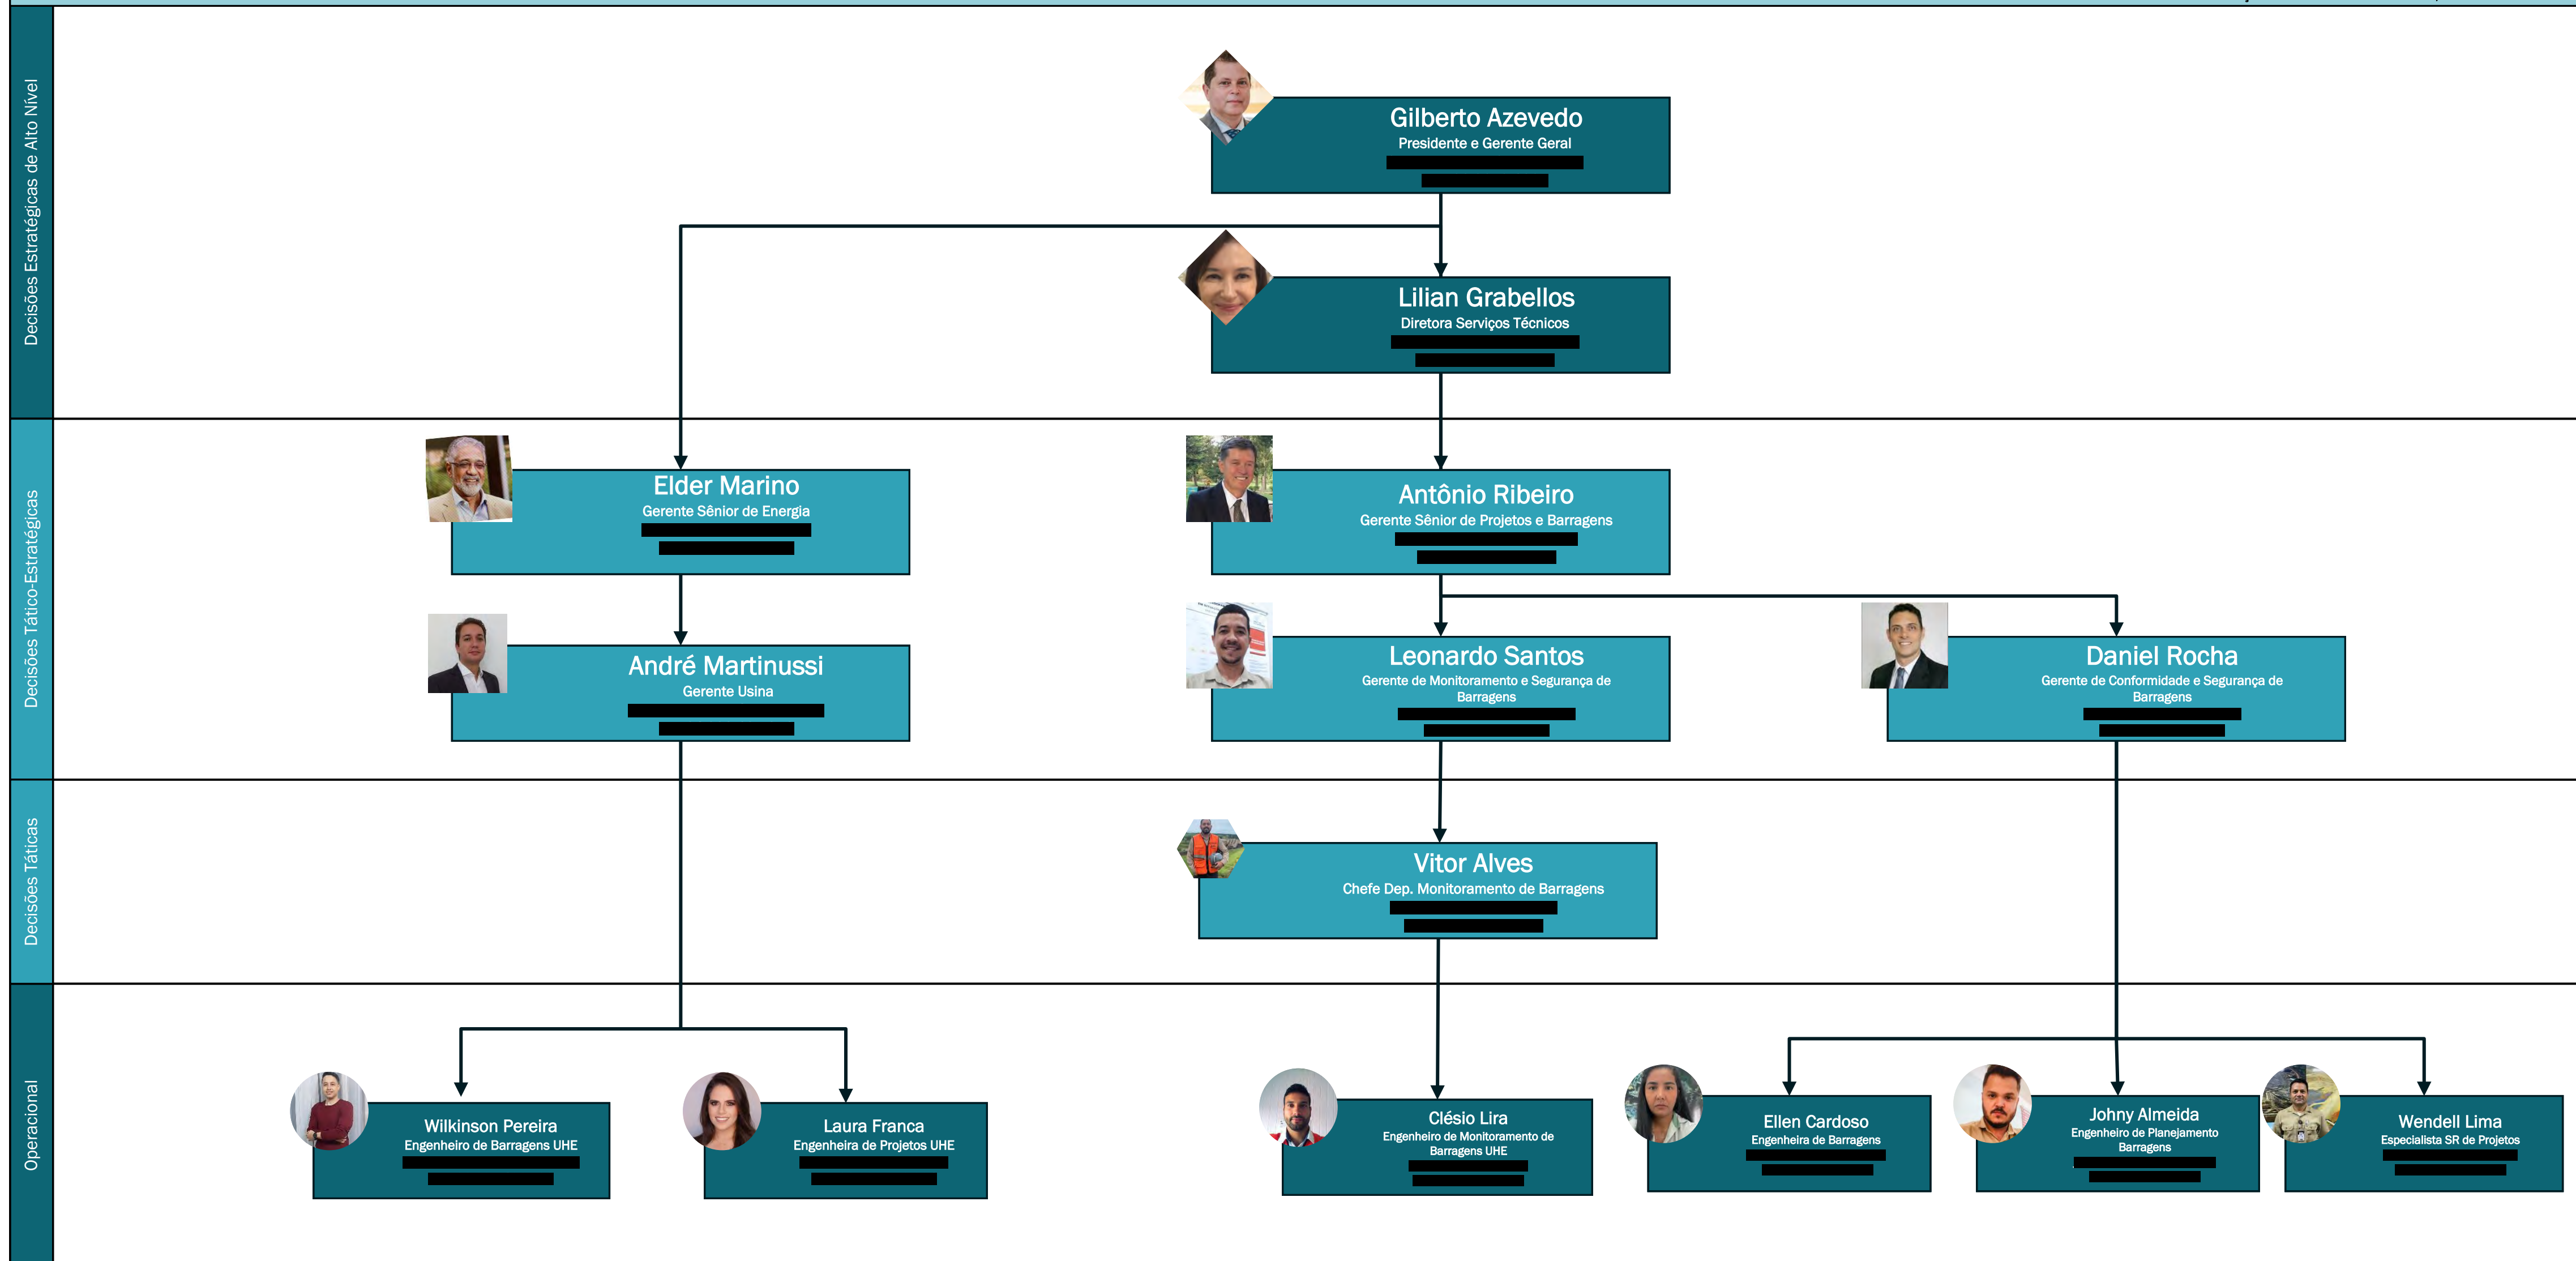 Decisões Estratégicas de Alto Nível
Gilberto Azevedo
Presidente e Gerente Geral
Lilian Grabellos
Diretora Serviços Técnicos
Decisões Tático-Estratégicas
Elder Marino
Gerente Sênior de Energia
Antônio Ribeiro
Gerente Sênior de Projetos e Barragens
André Martinussi
Gerente Usina
Leonardo Santos
Gerente de Monitoramento e Segurança de
Barragens
Daniel Rocha
Gerente de Conformidade e Segurança de
Barragens
Decisões Táticas
Vitor Alves
Chefe Dep. Monitoramento de Barragens
Operacional
Wilkinson Pereira
Engenheiro de Barragens UHE
Laura Franca
Engenheira de Projetos UHE
Clésio Lira
Engenheiro de Monitoramento de
Barragens UHE
Ellen Cardoso
Engenheira de Barragens
Johny Almeida
Engenheiro de Planejamento
Barragens
Wendell Lima
Especialista SR de Projetos